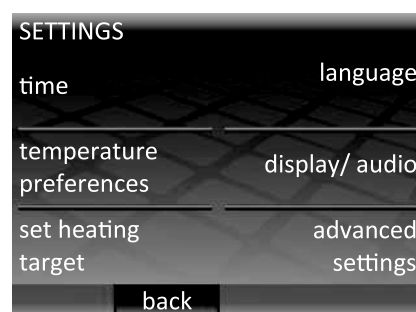 SETTINGS
time
language
temperature
preferences
display/ audio
set heating
target
advanced
settings
back